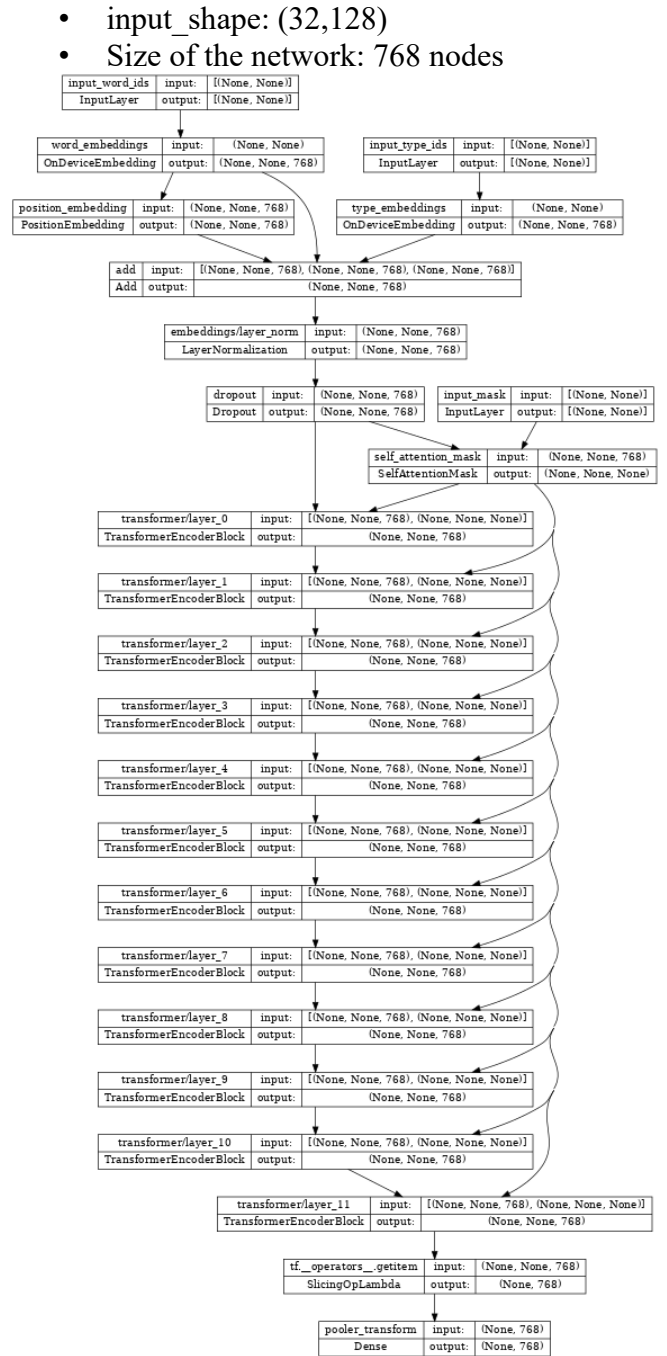 • input_shape: (32,128)
• Size of the network: 768 nodes
input_word_ids input: [(None, None)]
InputLayer output: [(None, None)]
word_embeddings input: (None, None)
OnDeviceEmbedding output: (None, None, 768)
input_type_ids input: [(None, None)]
InputLayer output: [(None, None)]
position_embedding input: (None, None, 768)
PositionEmbedding output: (None, None, 768)
type_embeddings input: (None, None)
OnDeviceEmbedding output: (None, None, 768)
add input: [(None, None, 768), (None, None, 768), (None, None, 768)]
Add output: (None, None, 768)
embeddings/layer_norm input: (None, None, 768)
LayerNormalization output: (None, None, 768)
dropout input: (None, None, 768)
Dropout output: (None, None, 768)
input_mask input: [(None, None)]
InputLayer output: [(None, None)]
self_attention_mask input: (None, None, 768)
SelfAttentionMask output: (None, None, None)
transformer/layer_0 input: [(None, None, 768), (None, None, None)]
TransformerEncoderBlock output: (None, None, 768)
transformer/layer_1 input: [(None, None, 768), (None, None, None)]
TransformerEncoderBlock output: (None, None, 768)
transformer/layer_2 input: [(None, None, 768), (None, None, None)]
TransformerEncoderBlock output: (None, None, 768)
transformer/layer_3 input: [(None, None, 768), (None, None, None)]
TransformerEncoderBlock output: (None, None, 768)
transformer/layer_4 input: [(None, None, 768), (None, None, None)]
TransformerEncoderBlock output: (None, None, 768)
transformer/layer_5 input: [(None, None, 768), (None, None, None)]
TransformerEncoderBlock output: (None, None, 768)
transformer/layer_6 input: [(None, None, 768), (None, None, None)]
TransformerEncoderBlock output: (None, None, 768)
transformer/layer_7 input: [(None, None, 768), (None, None, None)]
TransformerEncoderBlock output: (None, None, 768)
transformer/layer_8 input: [(None, None, 768), (None, None, None)]
TransformerEncoderBlock output: (None, None, 768)
transformer/layer_9 input: [(None, None, 768), (None, None, None)]
TransformerEncoderBlock output: (None, None, 768)
transformer/layer_10 input: [(None, None, 768), (None, None, None)]
TransformerEncoderBlock output: (None, None, 768)
transformer/layer_11 input: [(None, None, 768), (None, None, None)]
TransformerEncoderBlock output: (None, None, 768)
tf.__operators__.getitem input: (None, None, 768)
SlicingOpLambda output: (None, 768)
pooler_transform input: (None, 768)
Dense output: (None, 768)